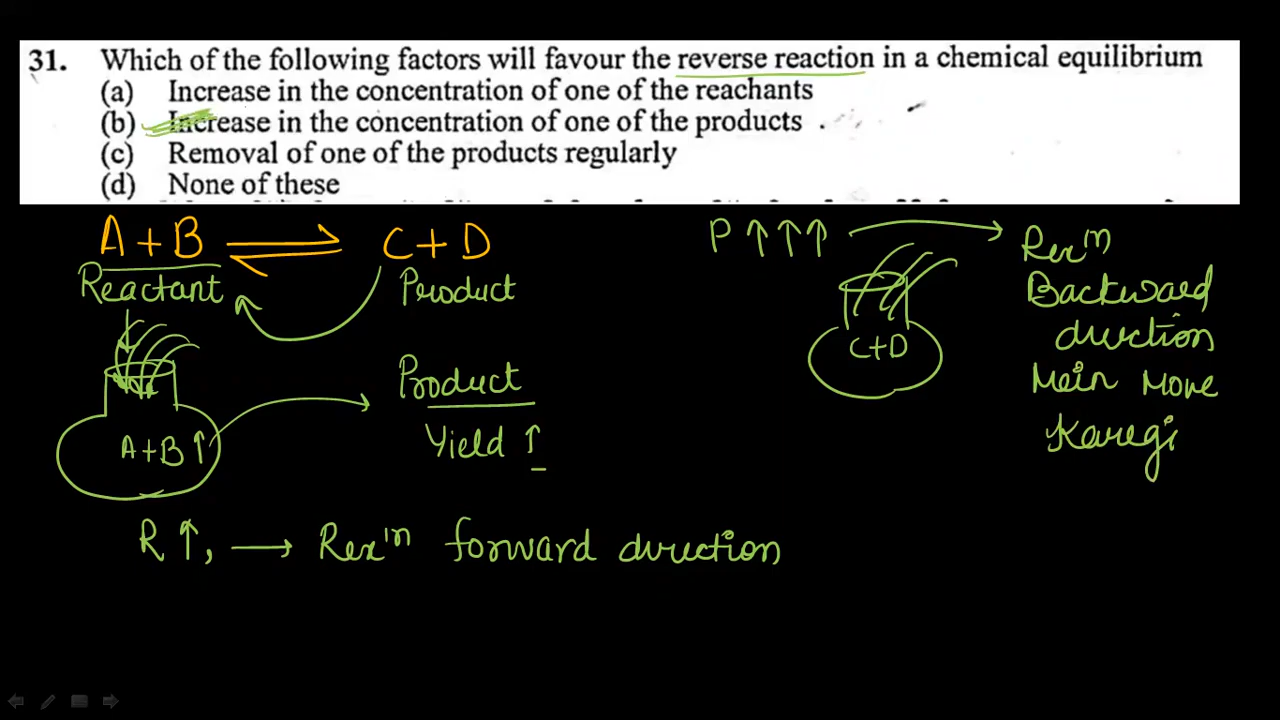 31. Which of the following factors will favour the reverse reaction in a chemical equilibrium
(a) Increase in the concentration of one of the reachants
(b) Increase in the concentration of one of the products .
(c) Removal of one of the products regularly
(d) None of these
A + B ⇌ C + D
Reactant Product
P ↑ ↑ ↑ → Rex'n
Backward
direction
Mein Move
Karegi
C+D
Product
Yield ↑
A+B ↑
R ↑, → Rex'n forward direction